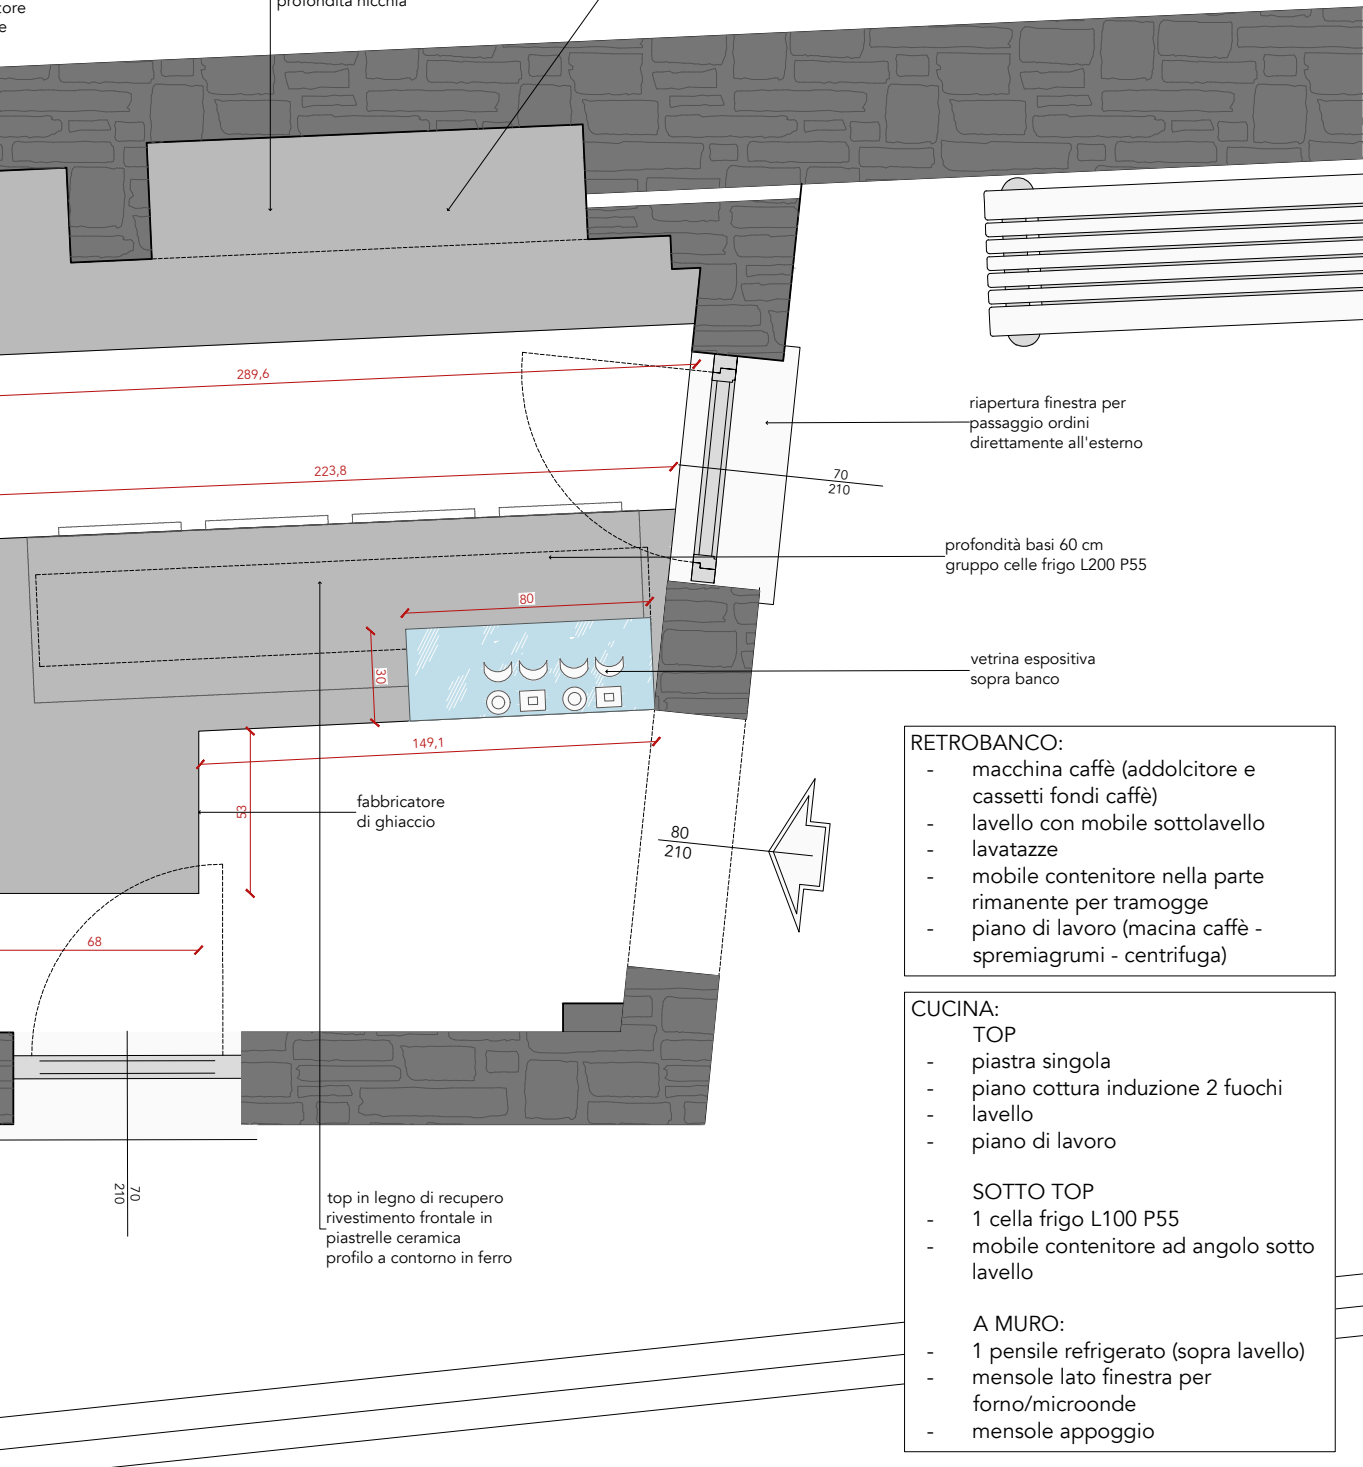 tore
e
profondità nicchia
289,6
riapertura finestra per
passaggio ordini
direttamente all'esterno
223,8
70
210
profondità basi 60 cm
gruppo celle frigo L200 P55
80
30
vetrina espositiva
sopra banco
149,1
fabbricatore
di ghiaccio
53
80
210
68
70
210
top in legno di recupero
rivestimento frontale in
piastrelle ceramica
profilo a contorno in ferro
RETROBANCO:
- macchina caffè (addolcitore e
cassetti fondi caffè)
- lavello con mobile sottolavello
- lavatazze
- mobile contenitore nella parte
rimanente per tramogge
- piano di lavoro (macina caffè -
spremiagrumi - centrifuga)
CUCINA:
TOP
- piastra singola
- piano cottura induzione 2 fuochi
- lavello
- piano di lavoro
SOTTO TOP
- 1 cella frigo L100 P55
- mobile contenitore ad angolo sotto
lavello
A MURO:
- 1 pensile refrigerato (sopra lavello)
- mensole lato finestra per
forno/microonde
- mensole appoggio